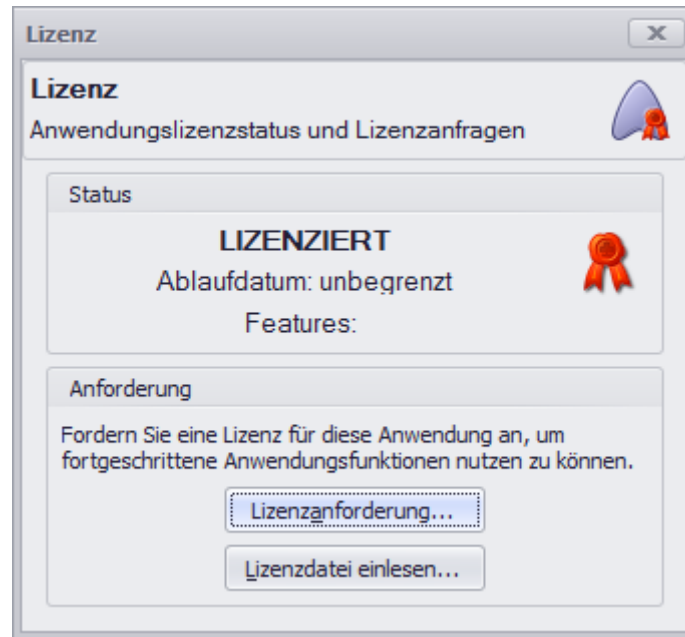 Lizenz
Lizenz
Anwendungslizenzstatus und Lizenzanfragen
Status
LIZENZIERT
Ablaufdatum: unbegrenzt
Features:
Anforderung
Fordern Sie eine Lizenz für diese Anwendung an, um
fortgeschrittene Anwendungsfunktionen nutzen zu können.
Lizenzanforderung...
Lizenzdatei einlesen...